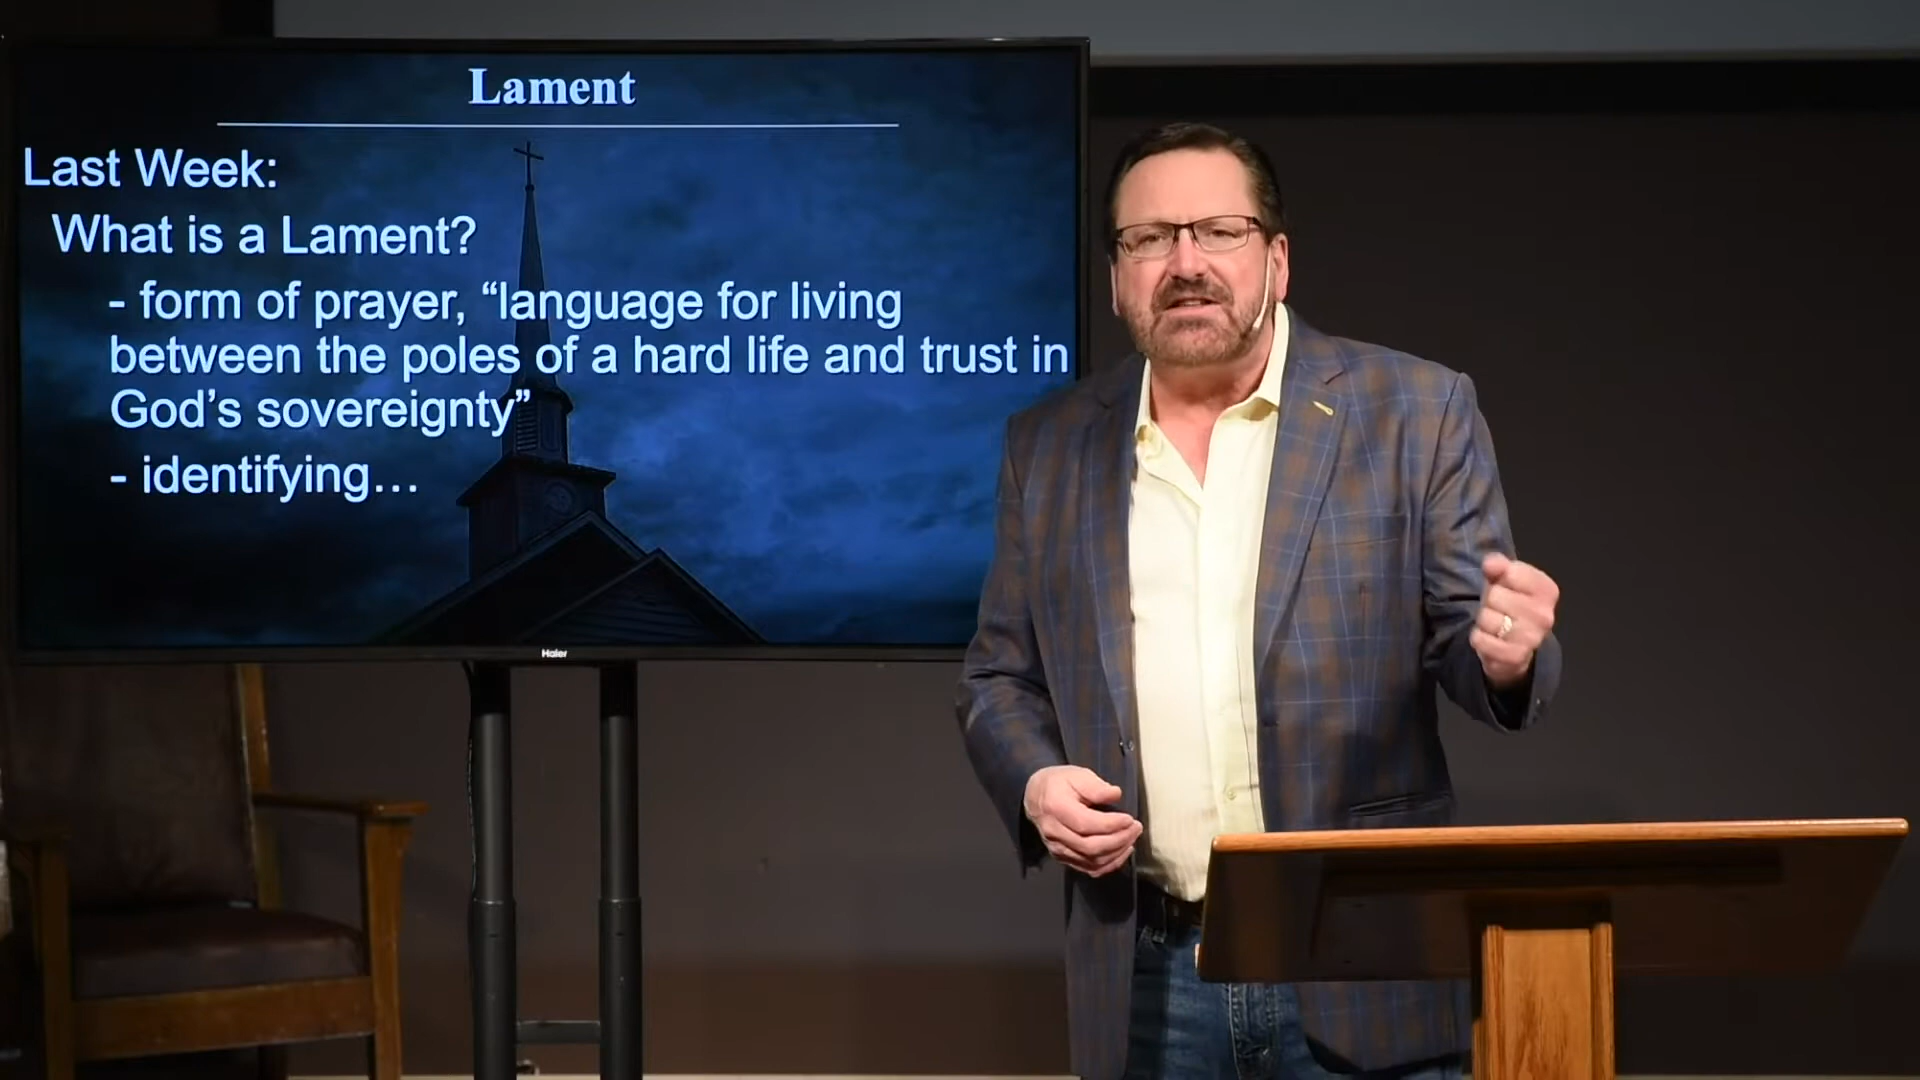 Lament
Last Week:
What is a Lament?
- form of prayer, “language for living
between the poles of a hard life and trust in
God’s sovereignty”
- identifying…
Haier